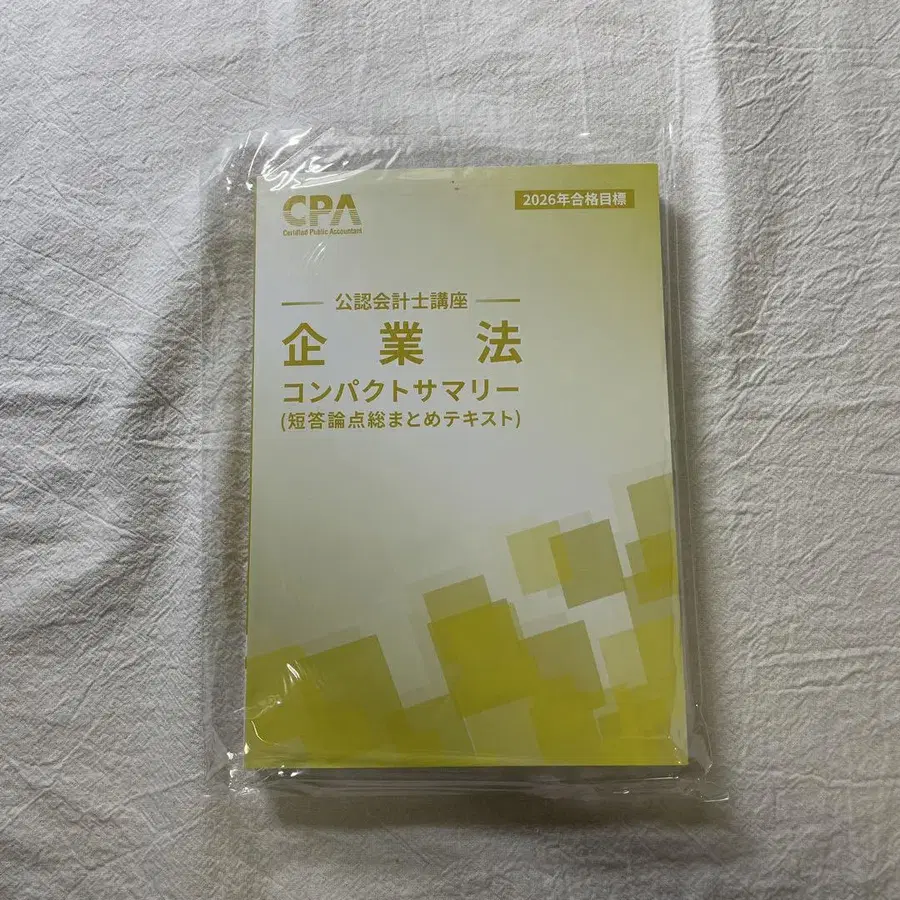 CPA
Certified Public Accountant
2026年合格目標
公認会計士講座
企業法
コンパクトサマリー
(短答論点総まとめテキスト)